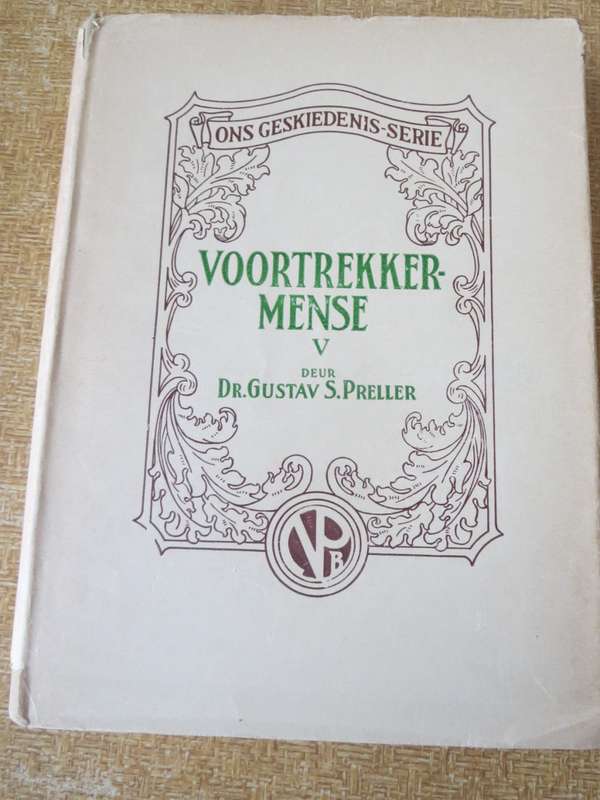 ONS GESKIEDENIS-SERIE
VOORTREKKER-
MENSE
V
DEUR
DR. GUSTAV S. PRELLER
VPB